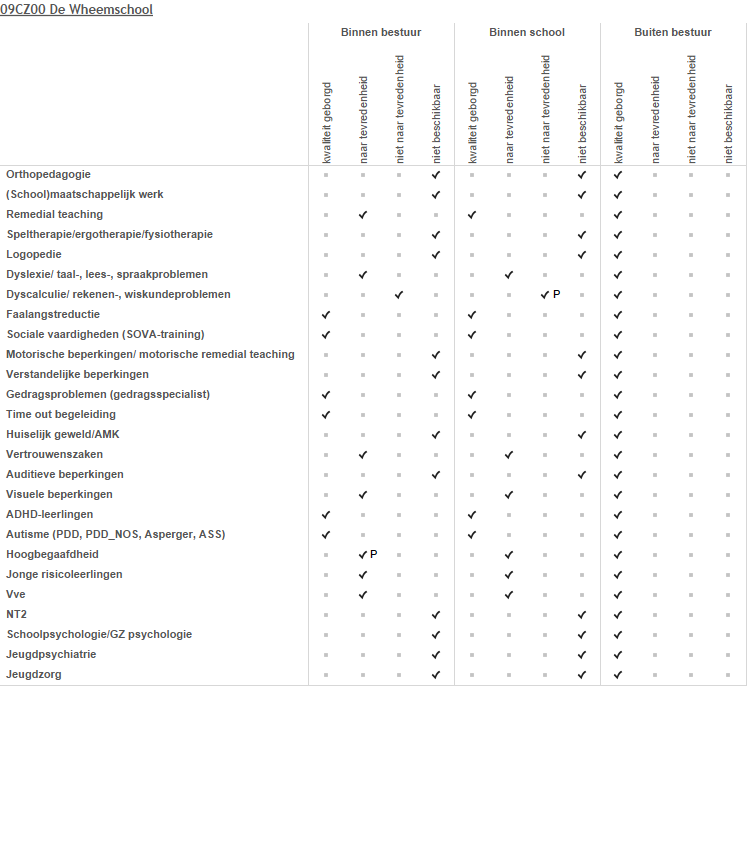 09CZ00 De Wheemschool
Binnen bestuur Binnen school Buiten bestuur
kwaliteit geborgd naar tevredenheid niet naar tevredenheid niet beschikbaar kwaliteit geborgd naar tevredenheid niet naar tevredenheid niet beschikbaar kwaliteit geborgd naar tevredenheid niet naar tevredenheid niet beschikbaar
Orthopedagogie
(School)maatschappelijk werk
Remedial teaching
Speltherapie/ergotherapie/fysiotherapie
Logopedie
Dyslexie/ taal-, lees-, spraakproblemen
Dyscalculie/ rekenen-, wiskundeproblemen P
Faalangstreductie
Sociale vaardigheden (SOVA-training)
Motorische beperkingen/ motorische remedial teaching
Verstandelijke beperkingen
Gedragsproblemen (gedragsspecialist)
Time out begeleiding
Huiselijk geweld/AMK
Vertrouwenszaken
Auditieve beperkingen
Visuele beperkingen
ADHD-leerlingen
Autisme (PDD, PDD_NOS, Asperger, ASS)
Hoogbegaafdheid P
Jonge risicoleerlingen
Vve
NT2
Schoolpsychologie/GZ psychologie
Jeugdpsychiatrie
Jeugdzorg